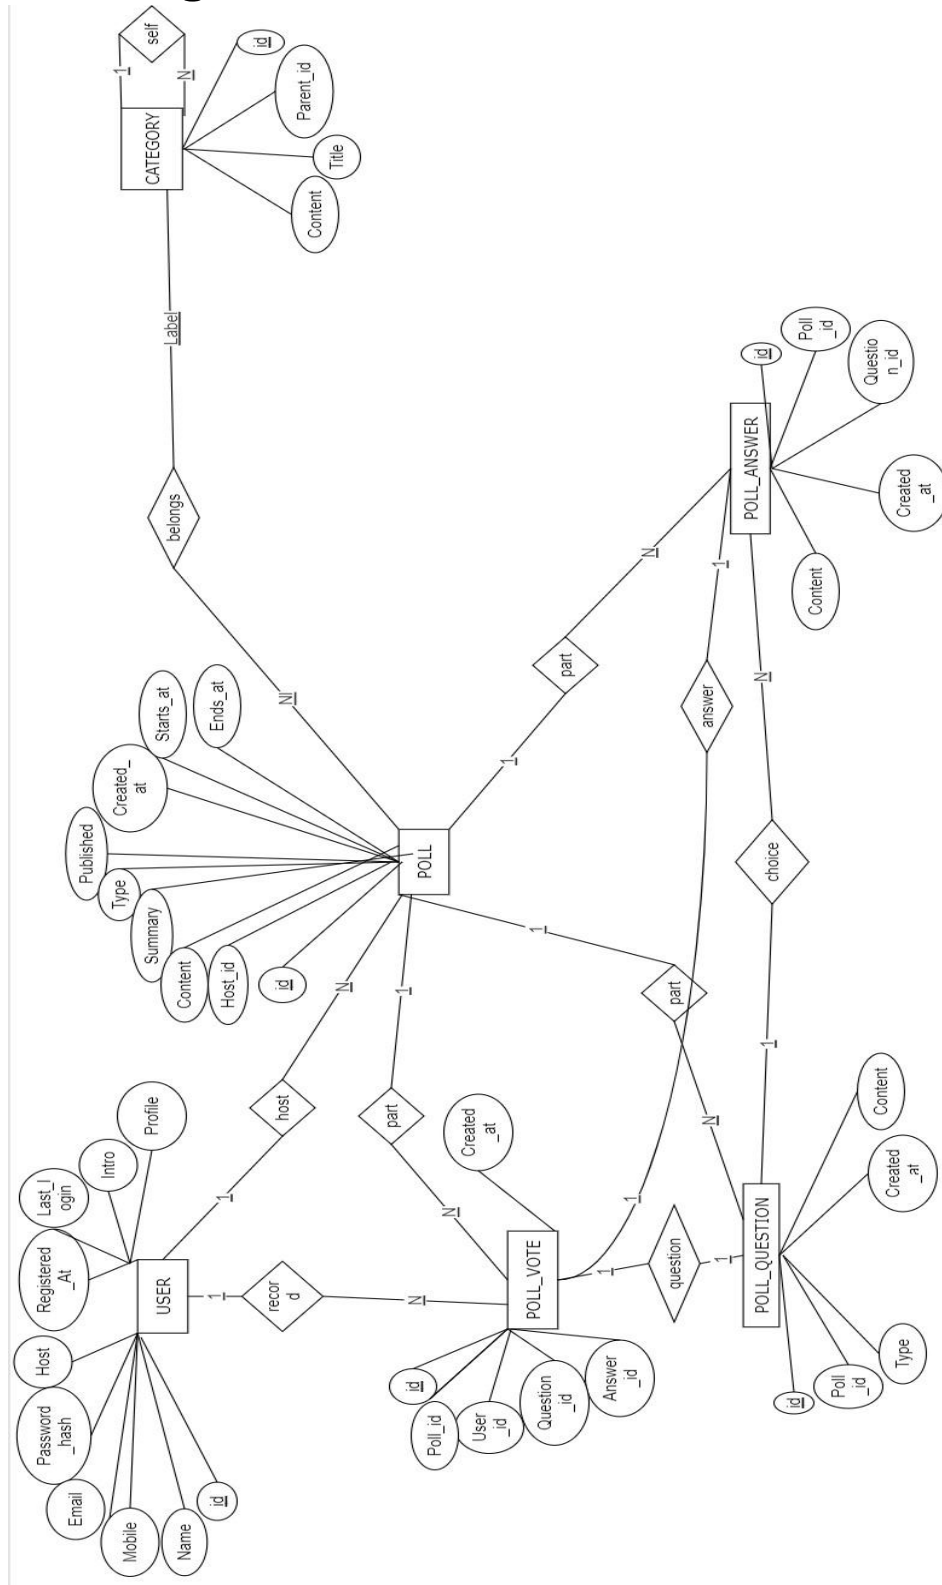 Host
Password
_hash
Email
Mobile
Name
id
Registered
_At
Last_l
ogin
Intro
Profile
USER
1
recor
d
N
1
host
N
id
Host_id
Content
Summary
Type
Published
Created_
at
Starts_at
Ends_at
POLL
N
belongs
Label
CATEGORY
1
self
N
id
Parent_id
Title
Content
1
part
N
POLL_VOTE
id
Poll_id
User
_id
Question
_id
Answer
_id
Created
_at
1
question
1
1
answer
1
1
part
N
1
part
N
POLL_QUESTION
id
Poll
_id
Type
Created
_at
Content
1
choice
N
POLL_ANSWER
id
Poll
_id
Questio
n_id
Created
_at
Content